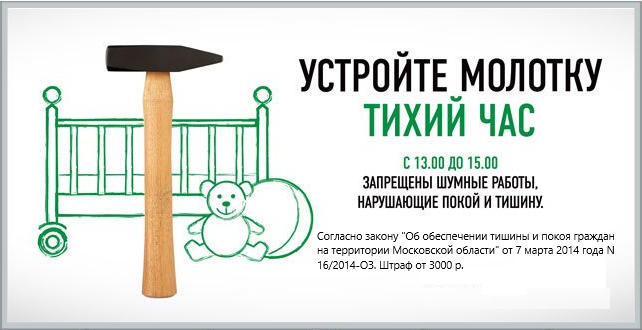 УСТРОЙТЕ МОЛОТКУ
ТИХИЙ ЧАС
С 13.00 ДО 15.00
ЗАПРЕЩЕНЫ ШУМНЫЕ РАБОТЫ,
НАРУШАЮЩИЕ ПОКОЙ И ТИШИНУ.
Согласно закону "Об обеспечении тишины и покоя граждан
на территории Московской области" от 7 марта 2014 года N
16/2014-ОЗ. Штраф от 3000 р.